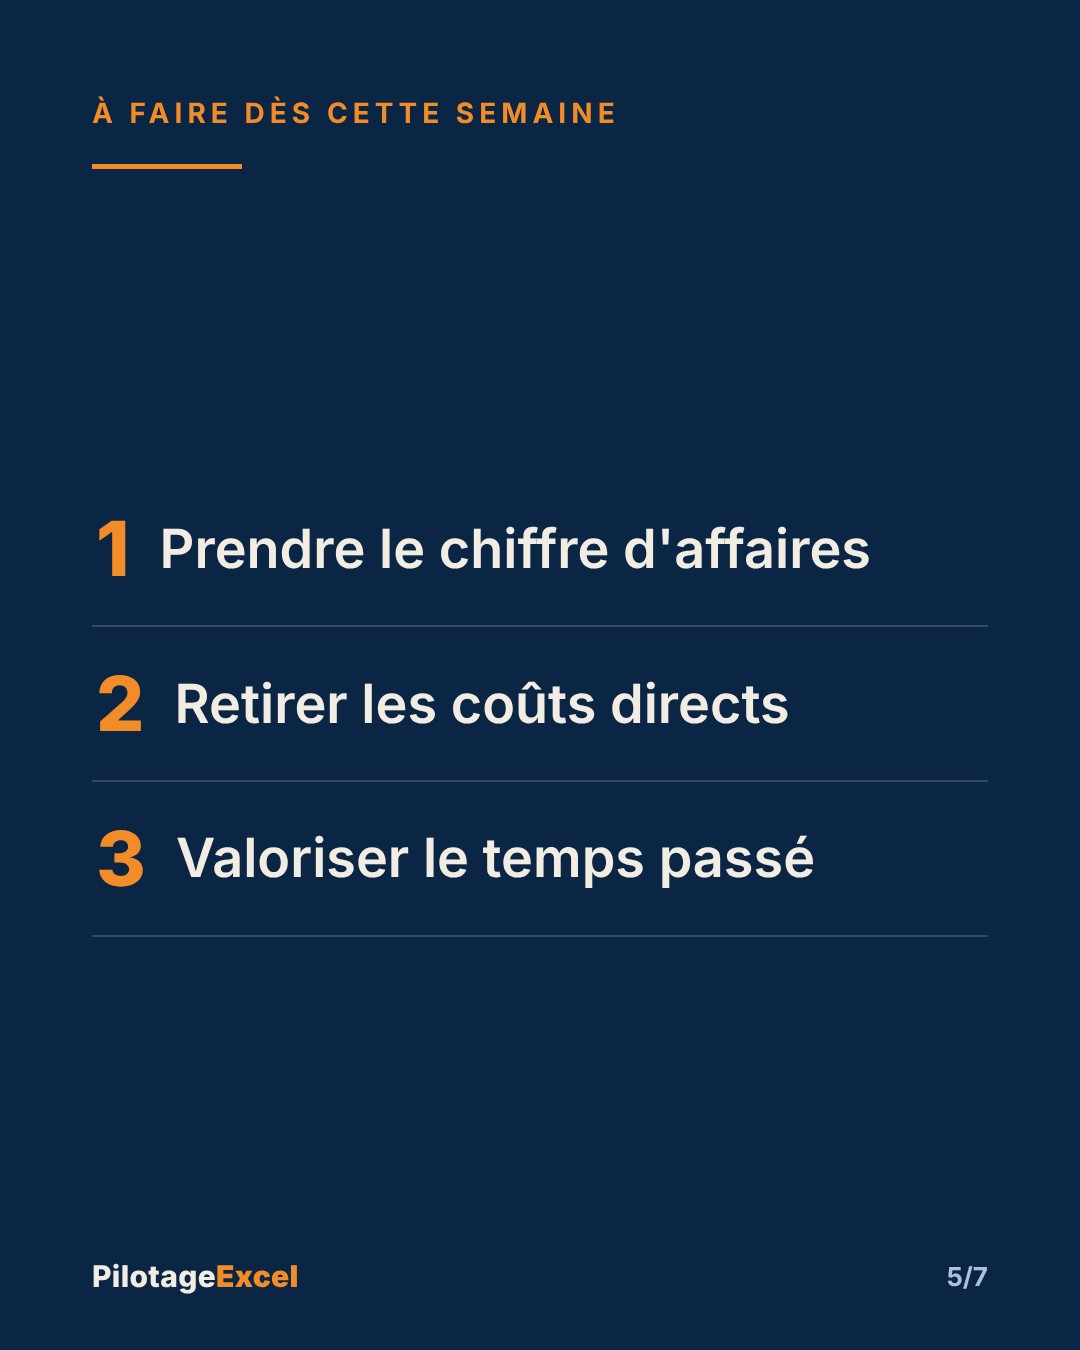 À FAIRE DÈS CETTE SEMAINE
1 Prendre le chiffre d'affaires
2 Retirer les coûts directs
3 Valoriser le temps passé
PilotageExcel
5/7